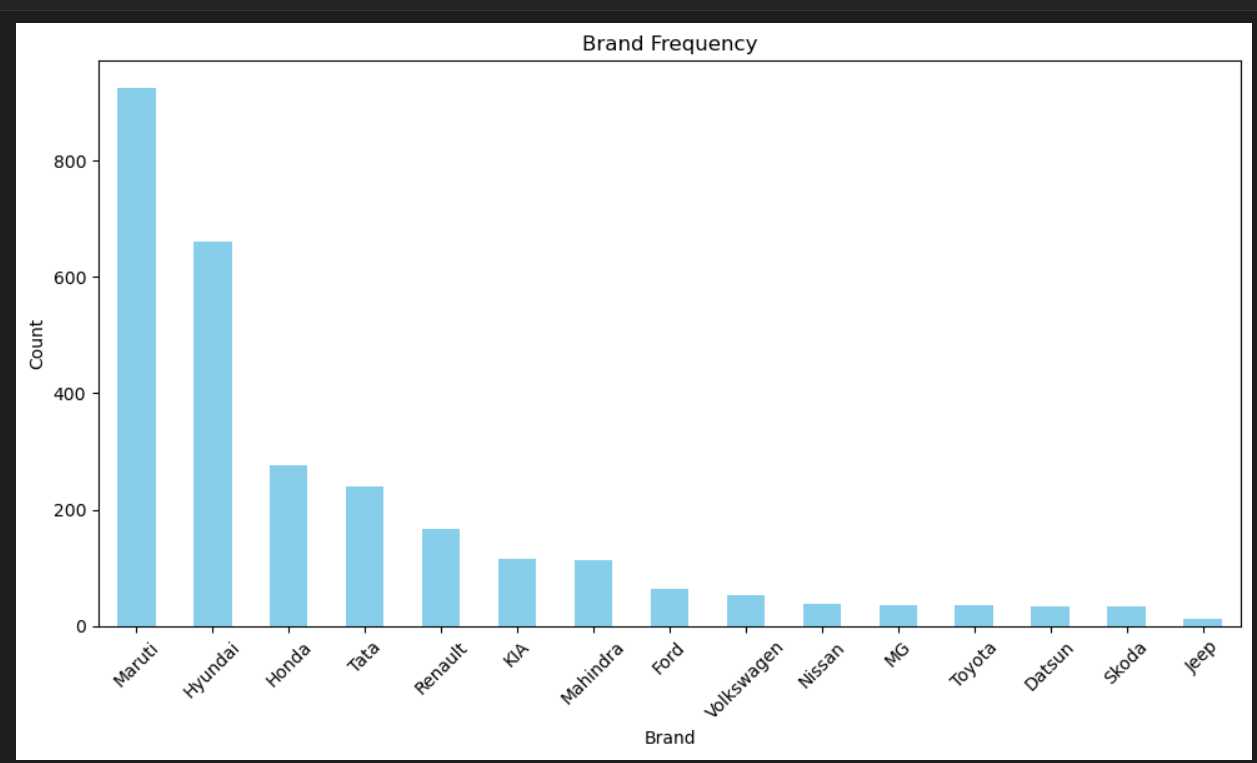 Brand Frequency
800
600
400
200
0
Count
Maruti
Hyundai
Honda
Tata
Renault
KIA
Mahindra
Ford
Volkswagen
Nissan
MG
Toyota
Datsun
Skoda
Jeep
Brand